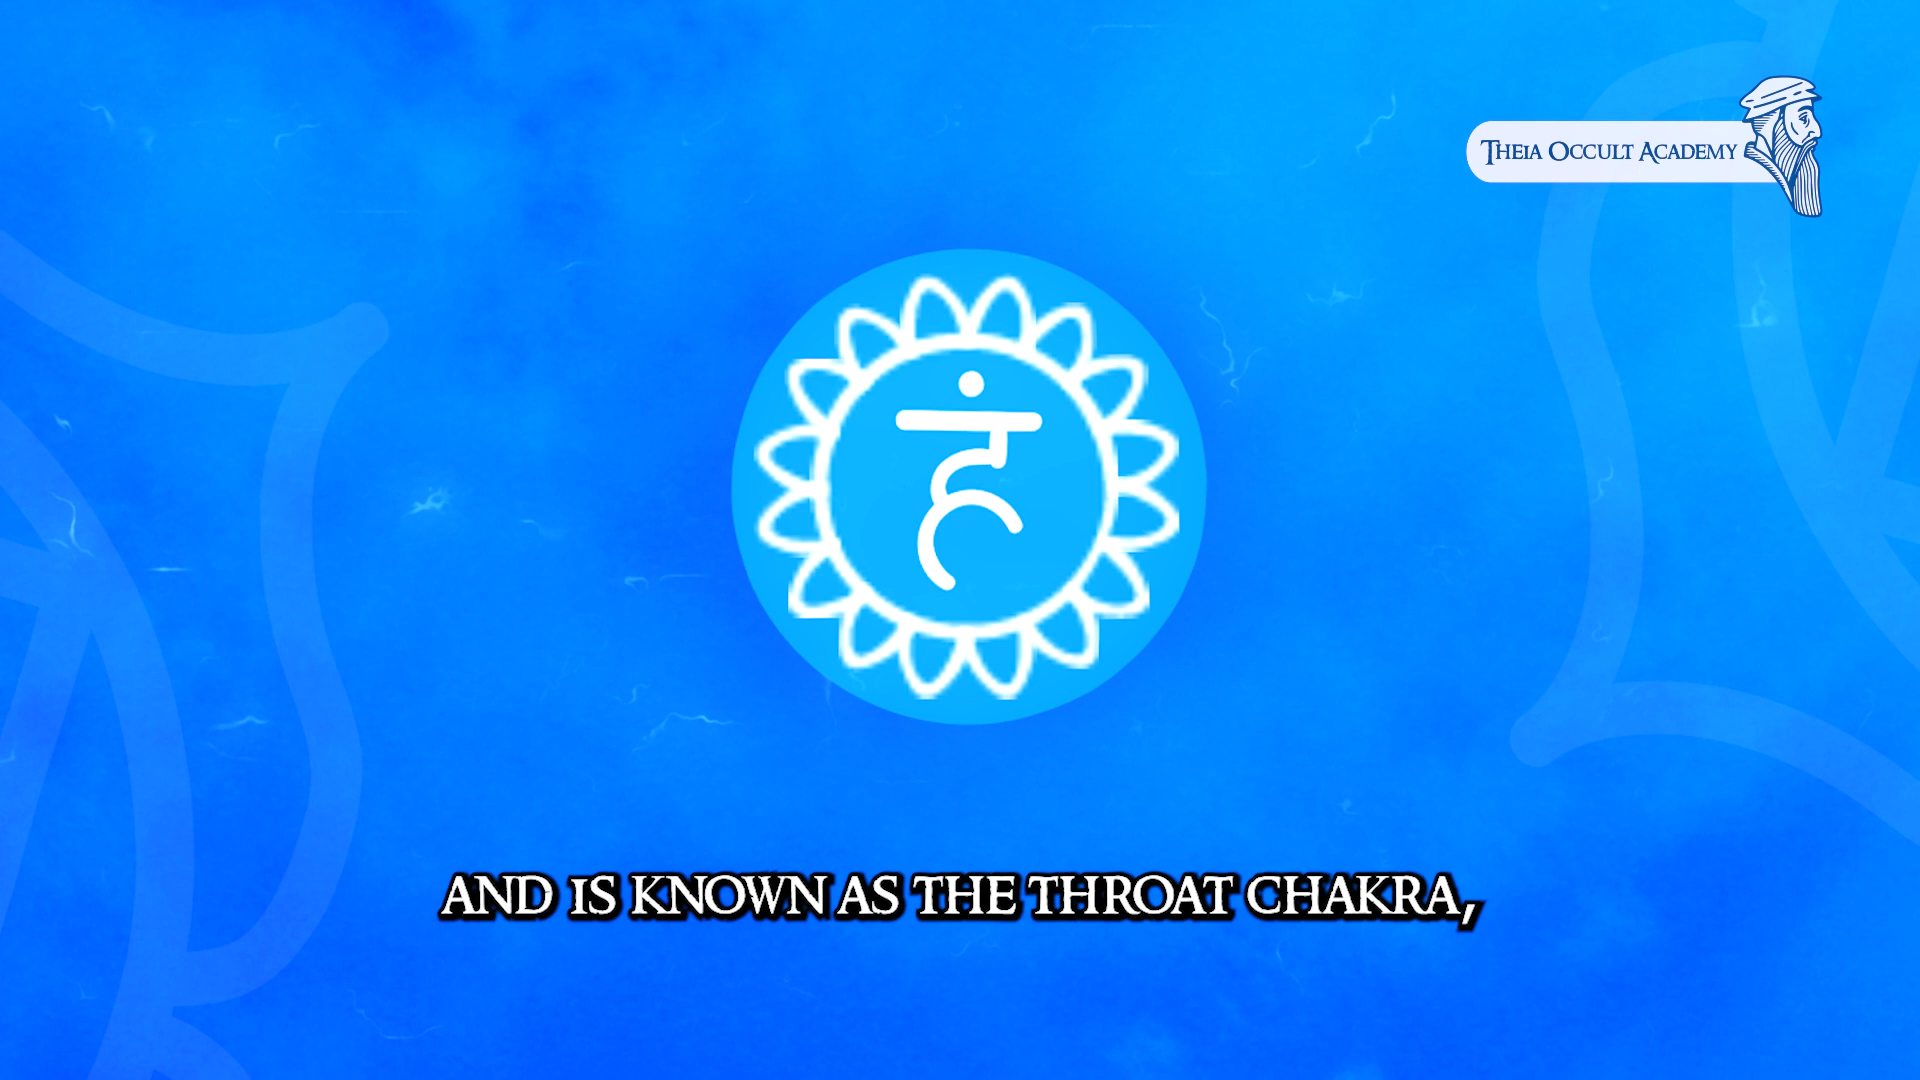 THEIA OCCULT ACADEMY
हं
AND IS KNOWN AS THE THROAT CHAKRA,